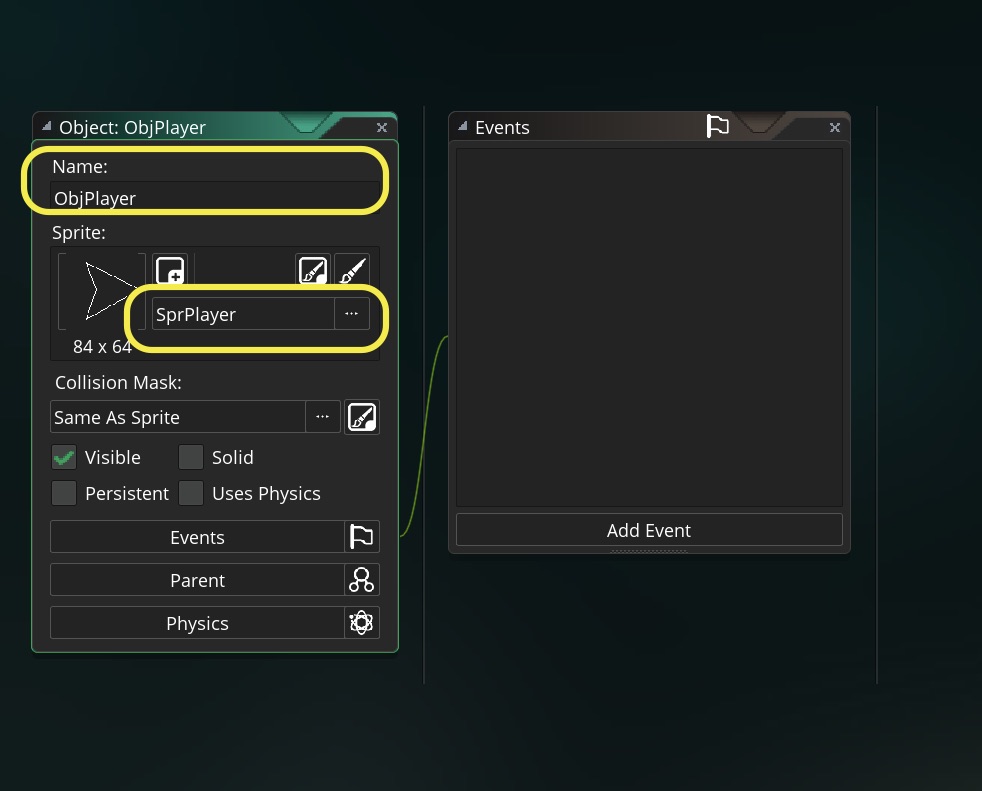 Object: ObjPlayer
Name:
ObjPlayer
Sprite:
SprPlayer
...
84 x 64
Collision Mask:
Same As Sprite
...
Visible
Solid
Persistent
Uses Physics
Events
Parent
Physics
Events
Add Event